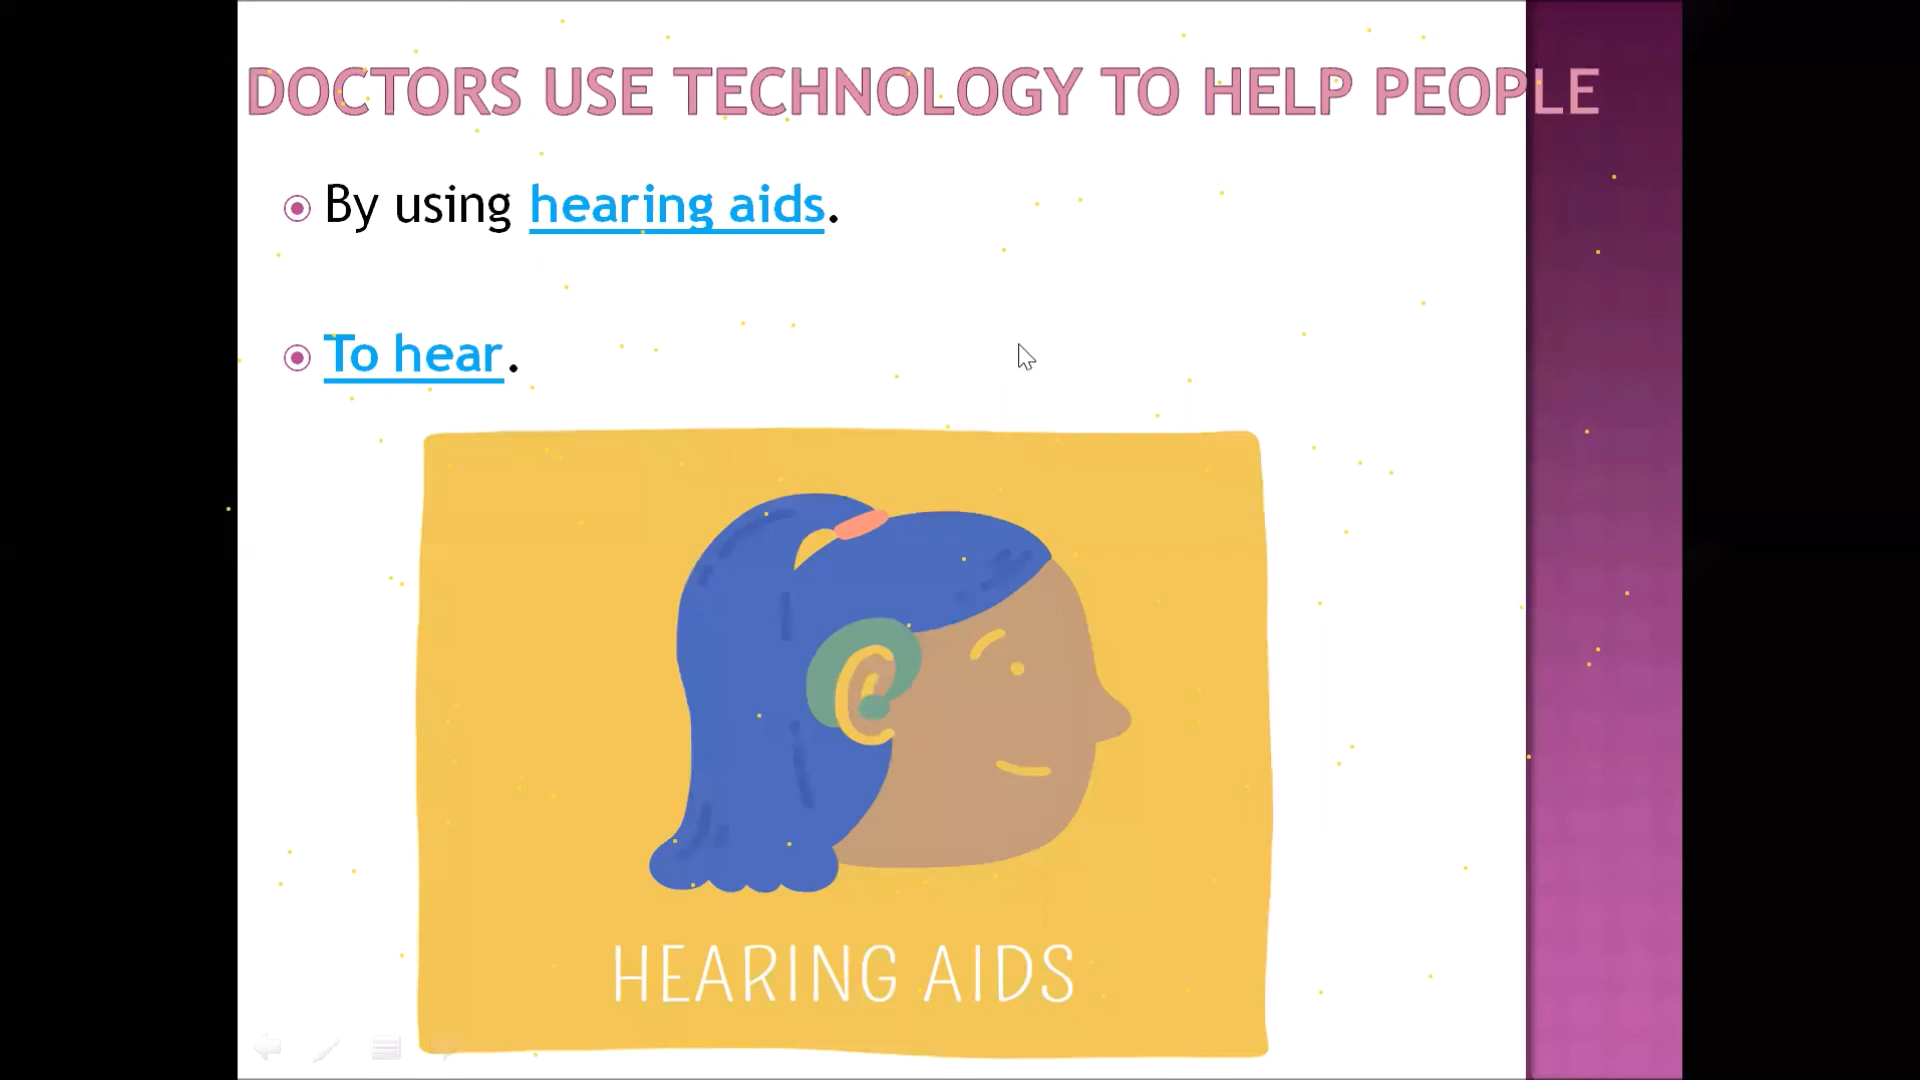 DOCTORS USE TECHNOLOGY TO HELP PEOPLE
By using hearing aids.
To hear.
HEARING AIDS